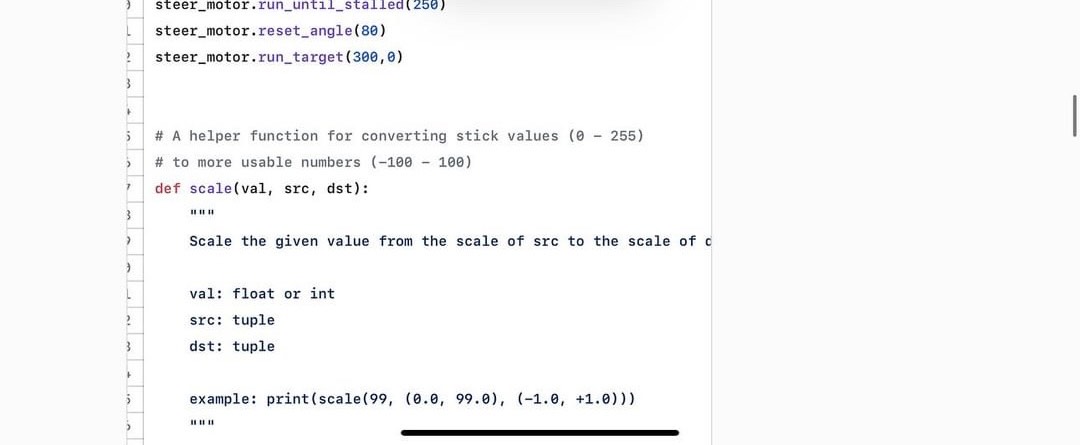 steer_motor.run_until_stalled(250)
steer_motor.reset_angle(80)
steer_motor.run_target(300,0)
# A helper function for converting stick values (0 - 255)
# to more usable numbers (-100 - 100)
def scale(val, src, dst):
"""
Scale the given value from the scale of src to the scale of
val: float or int
src: tuple
dst: tuple
example: print(scale(99, (0.0, 99.0), (-1.0, +1.0)))
"""